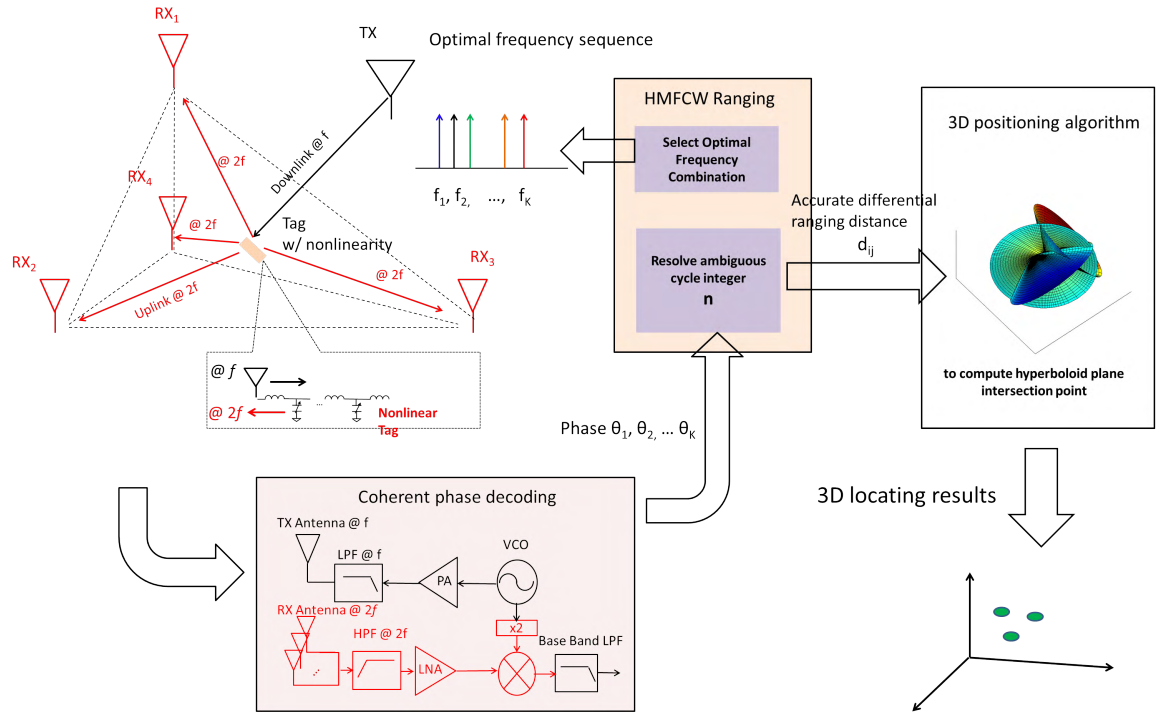 RX1
TX
Optimal frequency sequence
Downlink @ f
@ 2f
RX4
@ 2f
Tag
w/ nonlinearity
RX2
RX3
@ 2f
Uplink @ 2f
f1, f2, ..., fK
@ f
@ 2f
...
Nonlinear
Tag
HMFCW Ranging
Select Optimal
Frequency
Combination
Resolve ambiguous
cycle integer
n
Accurate differential
ranging distance
dij
3D positioning algorithm
to compute hyperboloid plane
intersection point
Phase θ1, θ2, ... θK
3D locating results
Coherent phase decoding
TX Antenna @ f
VCO
LPF @ f
PA
RX Antenna @ 2f
x2
HPF @ 2f
Base Band LPF
...
LNA